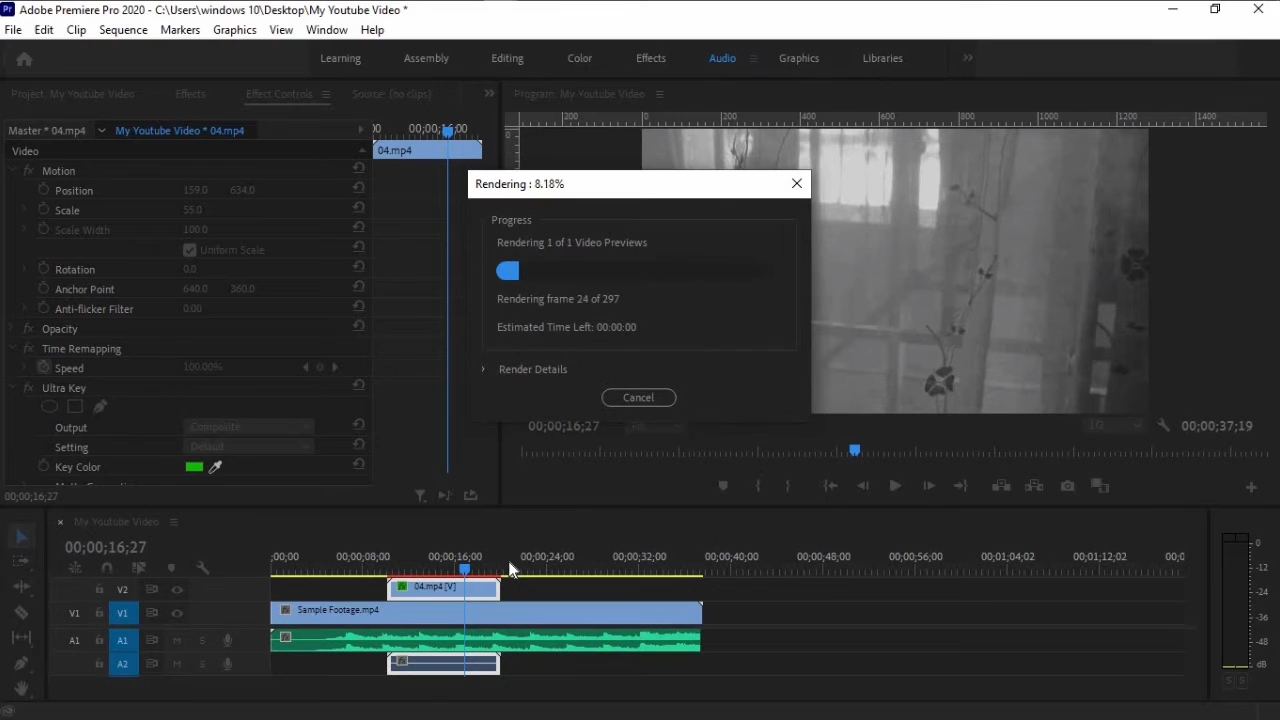 Adobe Premiere Pro 2020 - C:\Users\windows 10\Desktop\My Youtube Video *
File Edit Clip Sequence Markers Graphics View Window Help
Learning Assembly Editing Color Effects Audio Graphics Libraries
Project: My Youtube Video Effects Effect Controls Source: (no clips) Program: My Youtube Video
200 0 200 400 600 800 1000 1200 1400
Master * 04.mp4 My Youtube Video * 04.mp4 00;00;16;00
Video 04.mp4
Motion
Position 159.0 634.0
Scale 55.0
Scale Width 100.0
Uniform Scale
Rotation 0.0
Anchor Point 640.0 360.0
Anti-flicker Filter 0.00
Opacity
Time Remapping
Speed 100.00%
Ultra Key
Output Composite
Setting Default
Key Color
00;00;16;27
Rendering : 8.18%
Progress
Rendering 1 of 1 Video Previews
Rendering frame 24 of 297
Estimated Time Left: 00:00:00
Render Details
Cancel
00;00;16;27 Fit 1/2 00;00;37;19
My Youtube Video
00;00;16;27
;00;00 00;00;08;00 00;00;16;00 00;00;24;00 00;00;32;00 00;00;40;00 00;00;48;00 00;00;56;00 00;01;04;02 00;01;12;02 00;0
V2 04.mp4 [V]
V1 V1 Sample Footage.mp4
A1 A1 M S
A2 M S
0
-12
-24
-36
-48
dB
S S